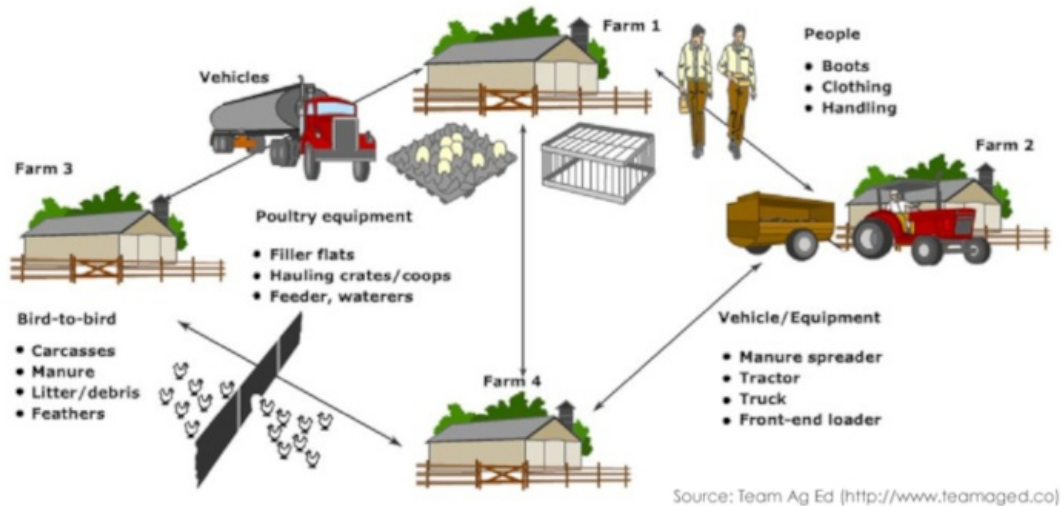 Farm 1
People
• Boots
• Clothing
• Handling
Vehicles
Farm 2
Farm 3
Poultry equipment
• Filler flats
• Hauling crates/coops
• Feeder, waterers
Bird-to-bird
• Carcasses
• Manure
• Litter/debris
• Feathers
Vehicle/Equipment
• Manure spreader
• Tractor
• Truck
• Front-end loader
Farm 4
Source: Team Ag Ed (http://www.teamaged.co)